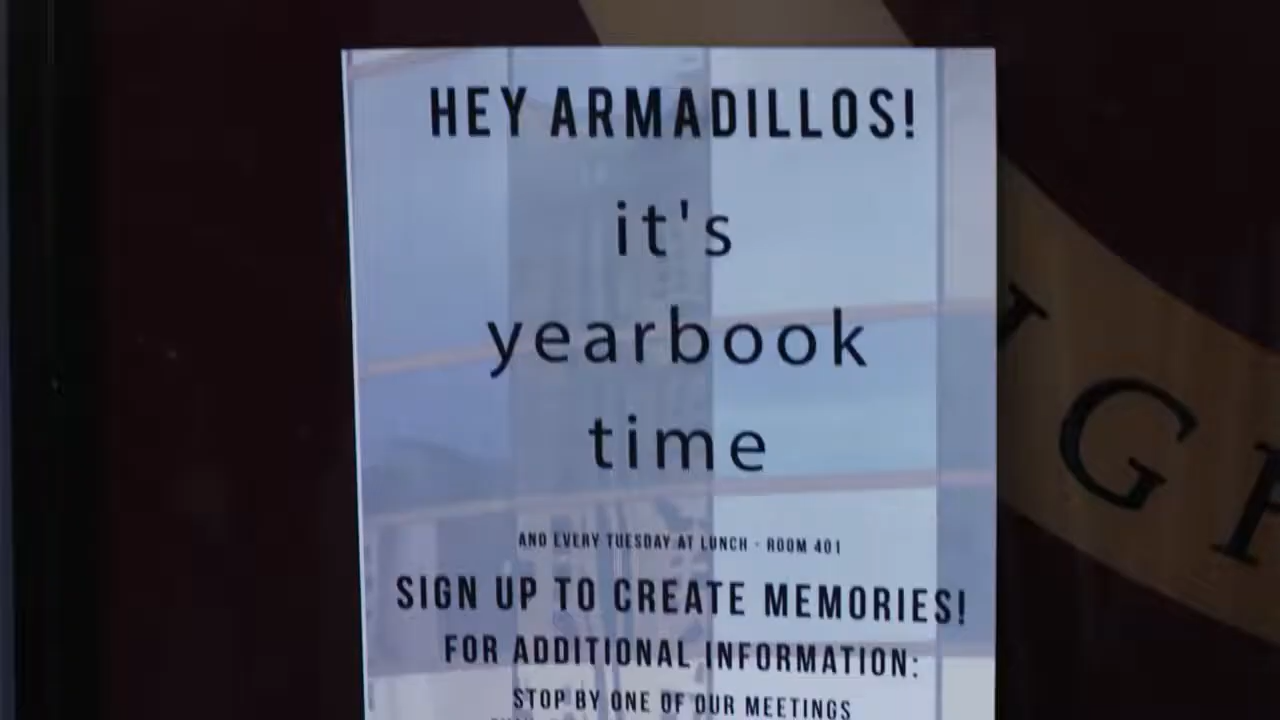 HEY ARMADILLOS!
it's
yearbook
time
AND EVERY TUESDAY AT LUNCH - ROOM 401
SIGN UP TO CREATE MEMORIES!
FOR ADDITIONAL INFORMATION:
STOP BY ONE OF OUR MEETINGS
G